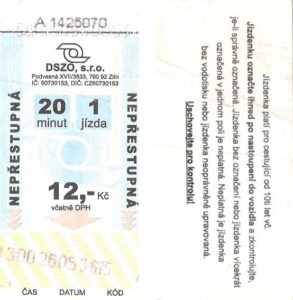 A 1425070
DSZO, s.r.o.
Podvesná XVII/3833, 760 92 Zlín
IČ: 60730153, DIČ: CZ60730153
NEPŘESTUPNÁ
20 minut
1 jízda
NEPŘESTUPNÁ
12,- Kč
včetně DPH
ČAS DATUM KÓD
Jízdenka platí pro cestující od 10ti let vč.
Jízdenku označte ihned po nastoupení do vozidla a zkontrolujte,
je-li správně označená. Jízdenka bez označení nebo jízdenka vícekrát
označená v jednom poli je neplatná. Neplatná je jízdenka
bez vodotisku nebo jízdenka neoprávněně upravovaná.
Uschovejte pro kontrolu!